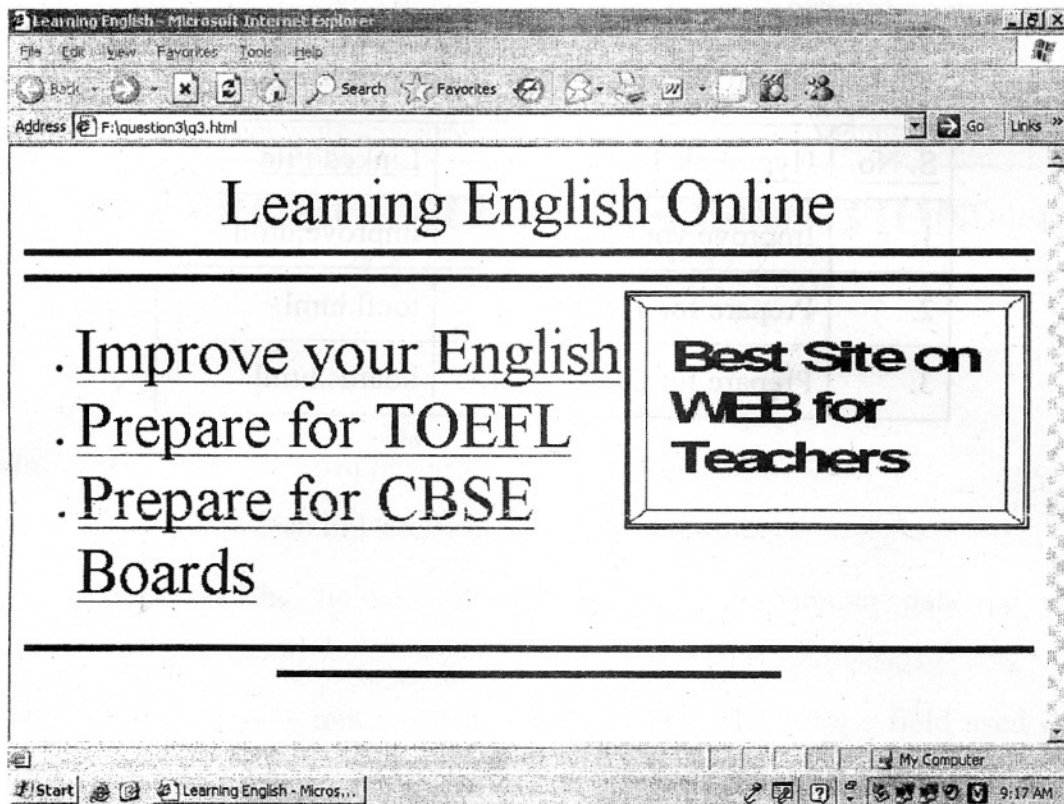 Learning English - Microsoft Internet Explorer
File Edit View Favorites Tools Help
Back Search Favorites
Address F:\question3\q3.html Go Links »
Learning English Online
. Improve your English
. Prepare for TOEFL
. Prepare for CBSE
Boards
Best Site on
WEB for
Teachers
My Computer
Start Learning English - Micros... 9:17 AM